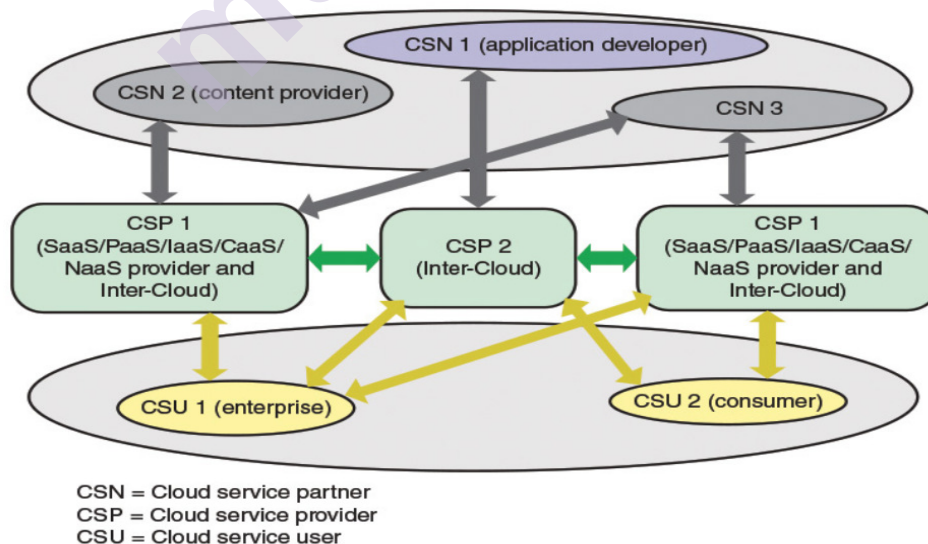 CSN 1 (application developer)
CSN 2 (content provider)
CSN 3
CSP 1
(SaaS/PaaS/IaaS/CaaS/
NaaS provider and
Inter-Cloud)
CSP 2
(Inter-Cloud)
CSP 1
(SaaS/PaaS/IaaS/CaaS/
NaaS provider and
Inter-Cloud)
CSU 1 (enterprise)
CSU 2 (consumer)
CSN = Cloud service partner
CSP = Cloud service provider
CSU = Cloud service user